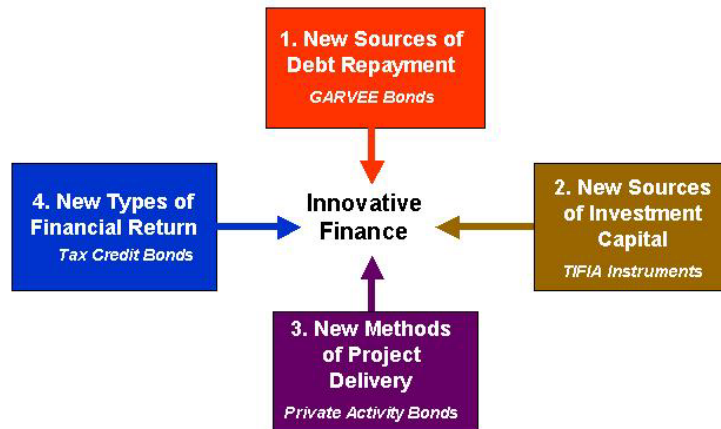 1. New Sources of
Debt Repayment
GARVEE Bonds
4. New Types of
Financial Return
Tax Credit Bonds
Innovative
Finance
2. New Sources
of Investment
Capital
TIFIA Instruments
3. New Methods
of Project
Delivery
Private Activity Bonds